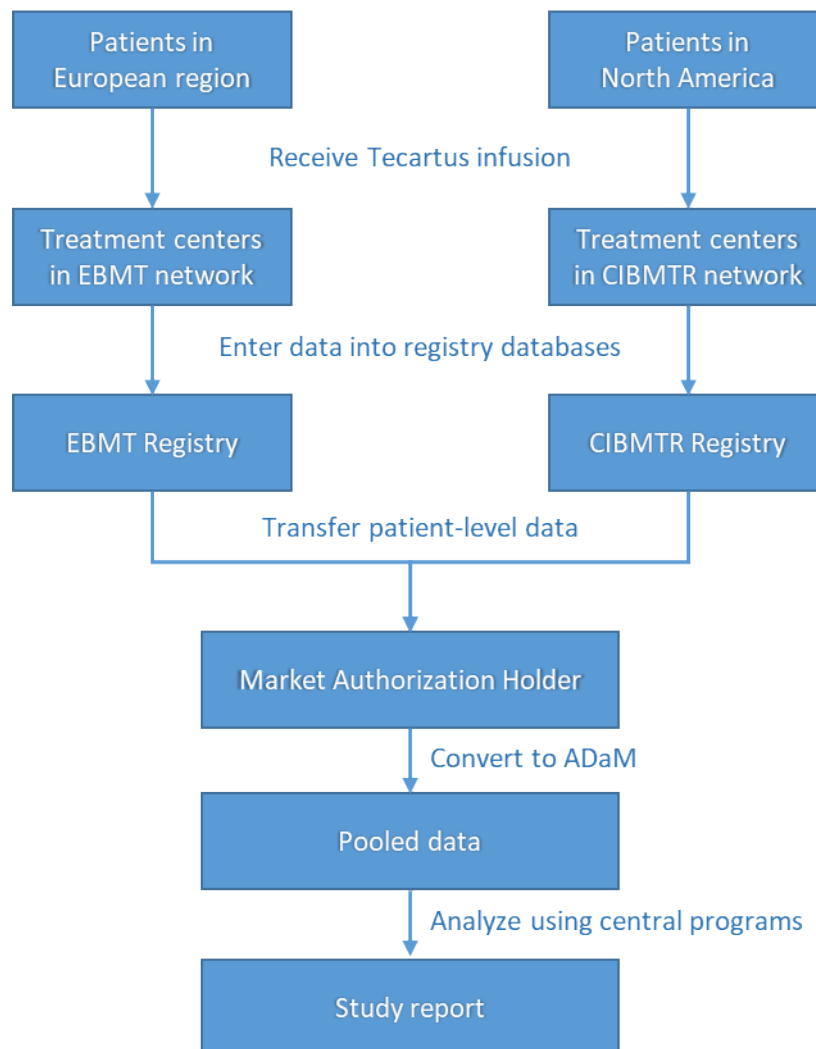 Patients in
European region
Patients in
North America
Receive Tecartus infusion
Treatment centers
in EBMT network
Treatment centers
in CIBMTR network
Enter data into registry databases
EBMT Registry
CIBMTR Registry
Transfer patient-level data
Market Authorization Holder
Convert to ADaM
Pooled data
Analyze using central programs
Study report